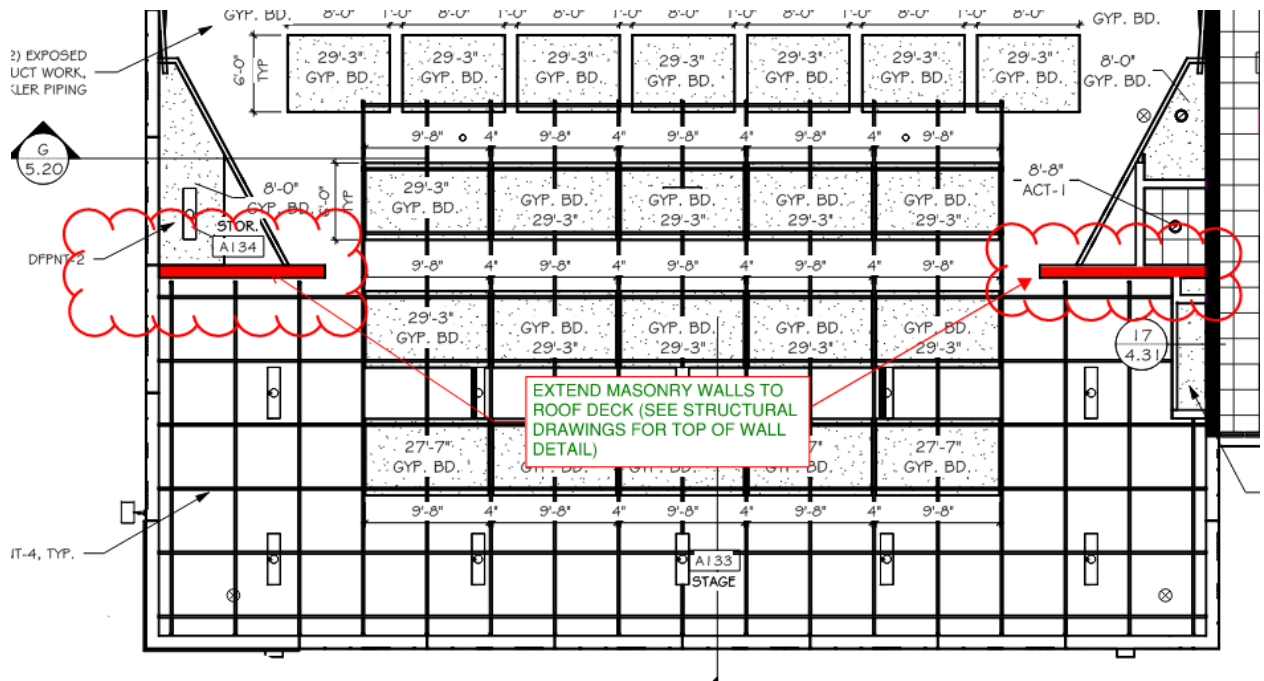 GYP. BD.
8'-0" 1'-0" 8'-0" 1'-0" 8'-0" 1'-0" 8'-0" 1'-0" 8'-0" 1'-0" 8'-0" 1'-0" 8'-0"
GYP. BD.
2) EXPOSED
UCT WORK,
KLER PIPING
6'-0"
TYP
29'-3" 29'-3" 29'-3" 29'-3" 29'-3" 29'-3" 29'-3"
GYP. BD. GYP. BD. GYP. BD. GYP. BD. GYP. BD. GYP. BD. GYP. BD.
8'-0"
GYP. BD.
G
5.20
9'-8" 4" 9'-8" 4" 9'-8" 4" 9'-8" 4" 9'-8"
8'-0"
GYP. BD.
6'-0"
TYP
29'-3"
GYP. BD. GYP. BD. GYP. BD. GYP. BD. GYP. BD.
29'-3" 29'-3" 29'-3" 29'-3"
8'-8"
ACT-1
STOR.
A134
DFPNT-2
9'-8" 4" 9'-8" 4" 9'-8" 4" 9'-8" 4" 9'-8"
29'-3"
GYP. BD. GYP. BD. GYP. BD. GYP. BD. GYP. BD.
29'-3" 29'-3" 29'-3" 29'-3"
17
4.31
EXTEND MASONRY WALLS TO
ROOF DECK (SEE STRUCTURAL
DRAWINGS FOR TOP OF WALL
DETAIL)
27'-7" 27'-7"
GYP. BD. GYP. BD. GYP. BD. GYP. BD. GYP. BD.
9'-8" 4" 9'-8" 4" 9'-8" 4" 9'-8" 4" 9'-8"
NT-4, TYP.
A133
STAGE